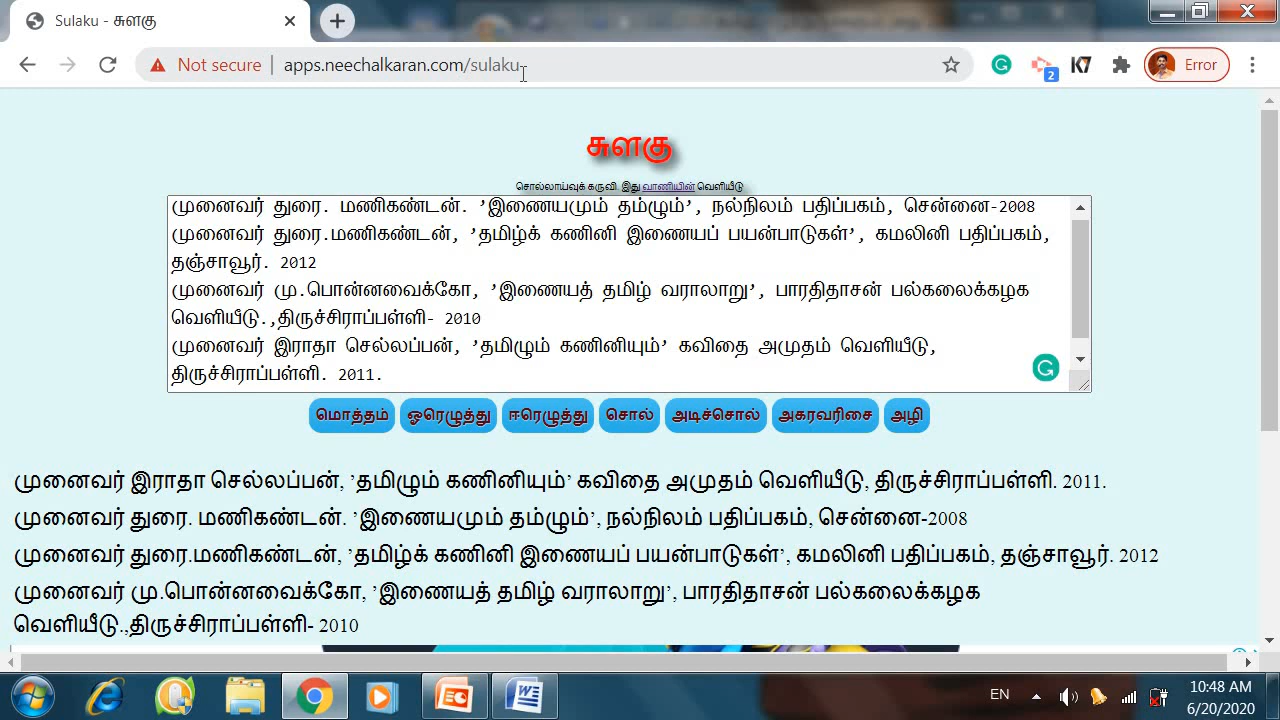 Sulaku - சுளகு
Not secure
apps.neechalkaran.com/sulaku
2
K7
Error
சுளகு
சொல்லாய்வுக் கருவி. இது வாணியின் வெளியீடு
முனைவர் துரை. மணிகண்டன். ’இணையமும் தம்ழும்’, நல்நிலம் பதிப்பகம், சென்னை-2008
முனைவர் துரை.மணிகண்டன், ’தமிழ்க் கணினி இணையப் பயன்பாடுகள்’, கமலினி பதிப்பகம்,
தஞ்சாவூர். 2012
முனைவர் மு.பொன்னவைக்கோ, ’இணையத் தமிழ் வராலாறு’, பாரதிதாசன் பல்கலைக்கழக
வெளியீடு.,திருச்சிராப்பள்ளி- 2010
முனைவர் இராதா செல்லப்பன், ’தமிழும் கணினியும்’ கவிதை அமுதம் வெளியீடு,
திருச்சிராப்பள்ளி. 2011.
மொத்தம் ஓரெழுத்து ஈரெழுத்து சொல் அடிச்சொல் அகரவரிசை அழி
முனைவர் இராதா செல்லப்பன், ’தமிழும் கணினியும்’ கவிதை அமுதம் வெளியீடு, திருச்சிராப்பள்ளி. 2011.
முனைவர் துரை. மணிகண்டன். ’இணையமும் தம்ழும்’, நல்நிலம் பதிப்பகம், சென்னை-2008
முனைவர் துரை.மணிகண்டன், ’தமிழ்க் கணினி இணையப் பயன்பாடுகள்’, கமலினி பதிப்பகம், தஞ்சாவூர். 2012
முனைவர் மு.பொன்னவைக்கோ, ’இணையத் தமிழ் வராலாறு’, பாரதிதாசன் பல்கலைக்கழக
வெளியீடு.,திருச்சிராப்பள்ளி- 2010
EN
10:48 AM
6/20/2020